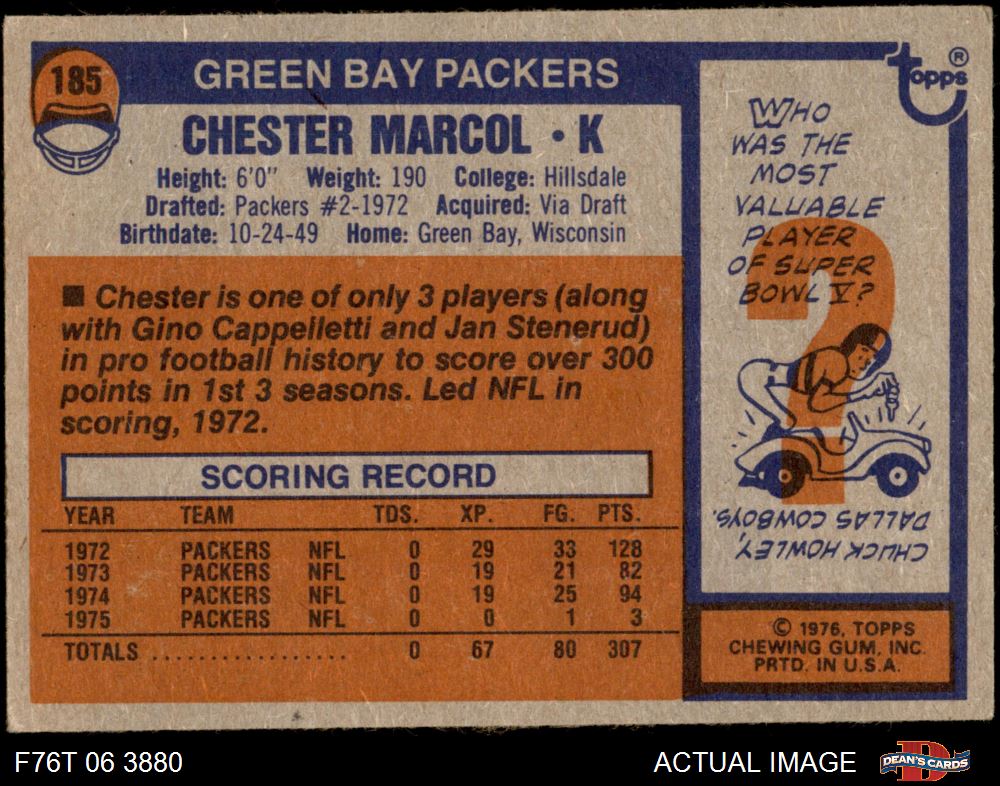 185
GREEN BAY PACKERS
CHESTER MARCOL • K
Height: 6'0" Weight: 190 College: Hillsdale
Drafted: Packers #2-1972 Acquired: Via Draft
Birthdate: 10-24-49 Home: Green Bay, Wisconsin
■ Chester is one of only 3 players (along
with Gino Cappelletti and Jan Stenerud)
in pro football history to score over 300
points in 1st 3 seasons. Led NFL in
scoring, 1972.
SCORING RECORD
YEAR TEAM TDS. XP. FG. PTS.
1972 PACKERS NFL 0 29 33 128
1973 PACKERS NFL 0 19 21 82
1974 PACKERS NFL 0 19 25 94
1975 PACKERS NFL 0 0 1 3
TOTALS .................. 0 67 80 307
Topps ®
WHO
WAS THE
MOST
VALUABLE
PLAYER
OF SUPER
BOWL V?
?
CHUCK HOWLEY,
DALLAS COWBOYS.
© 1976, TOPPS
CHEWING GUM, INC.
PRTD. IN U.S.A.
F76T 06 3880
ACTUAL IMAGE
D
DEAN'S CARDS